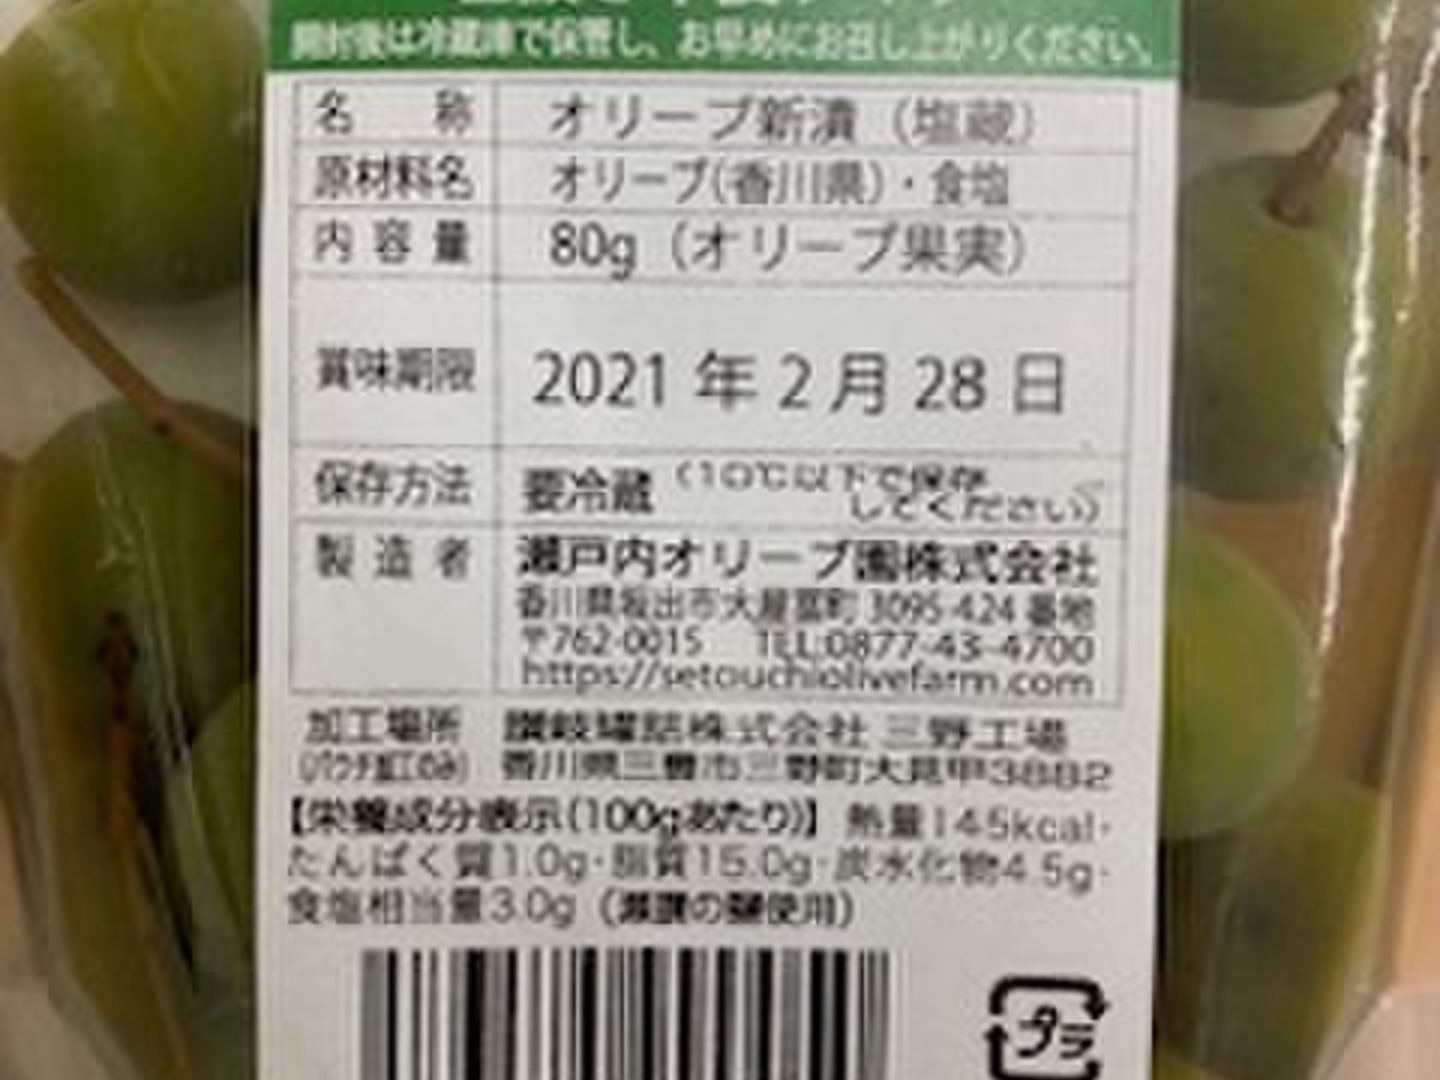 開封後は冷蔵庫で保管し、お早めにお召し上がりください。
名 称 オリーブ新漬（塩蔵）
原材料名 オリーブ(香川県)・食塩
内容量 80g（オリーブ果実）
賞味期限 2021 年 2 月 28 日
保存方法 要冷蔵（10℃以下で保存
してください）
製造者 瀬戸内オリーブ園株式会社
香川県坂出市大屋冨町 3095-424 番地
〒762-0015 TEL:0877-43-4700
https://setouchiolivefarm.com
加工場所 讃岐罐詰株式会社 三野工場
(パウチ加工のみ) 香川県三豊市三野町大見甲3882
【栄養成分表示(100gあたり)】熱量145kcal・
たんぱく質1.0g・脂質15.0g・炭水化物4.5g・
食塩相当量3.0g
プラ